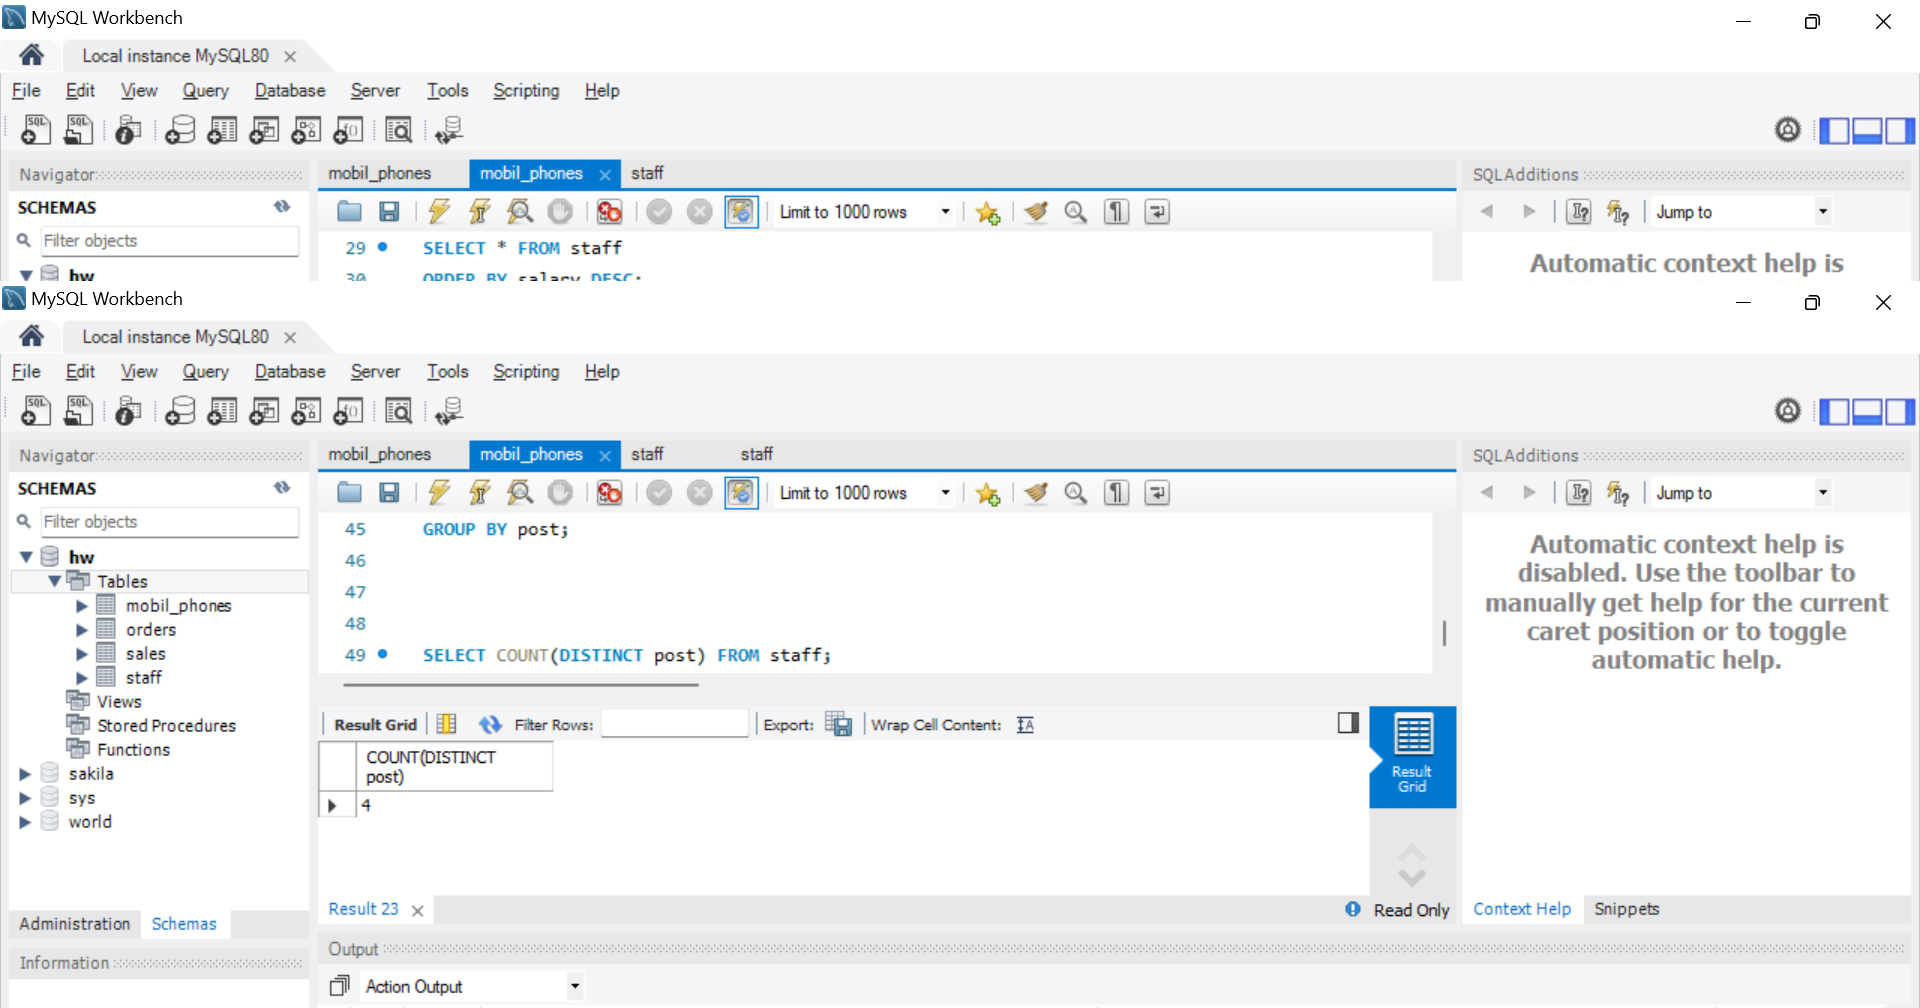 MySQL Workbench
Local instance MySQL80
File Edit View Query Database Server Tools Scripting Help
Navigator
mobil_phones mobil_phones staff
SQLAdditions
SCHEMAS
Limit to 1000 rows
Jump to
Filter objects
29 SELECT * FROM staff
Automatic context help is
hw
30 ORDER BY salary DESC;
MySQL Workbench
Local instance MySQL80
File Edit View Query Database Server Tools Scripting Help
Navigator
mobil_phones mobil_phones staff staff
SQLAdditions
SCHEMAS
Limit to 1000 rows
Jump to
Filter objects
hw
Tables
mobil_phones
orders
sales
staff
Views
Stored Procedures
Functions
sakila
sys
world
Administration Schemas
Information
45 GROUP BY post;
46
47
48
49 SELECT COUNT(DISTINCT post) FROM staff;
Result Grid Filter Rows: Export: Wrap Cell Content:
COUNT(DISTINCT
post)
4
Result
Grid
Result 23
Read Only
Automatic context help is
disabled. Use the toolbar to
manually get help for the current
caret position or to toggle
automatic help.
Context Help Snippets
Output
Action Output